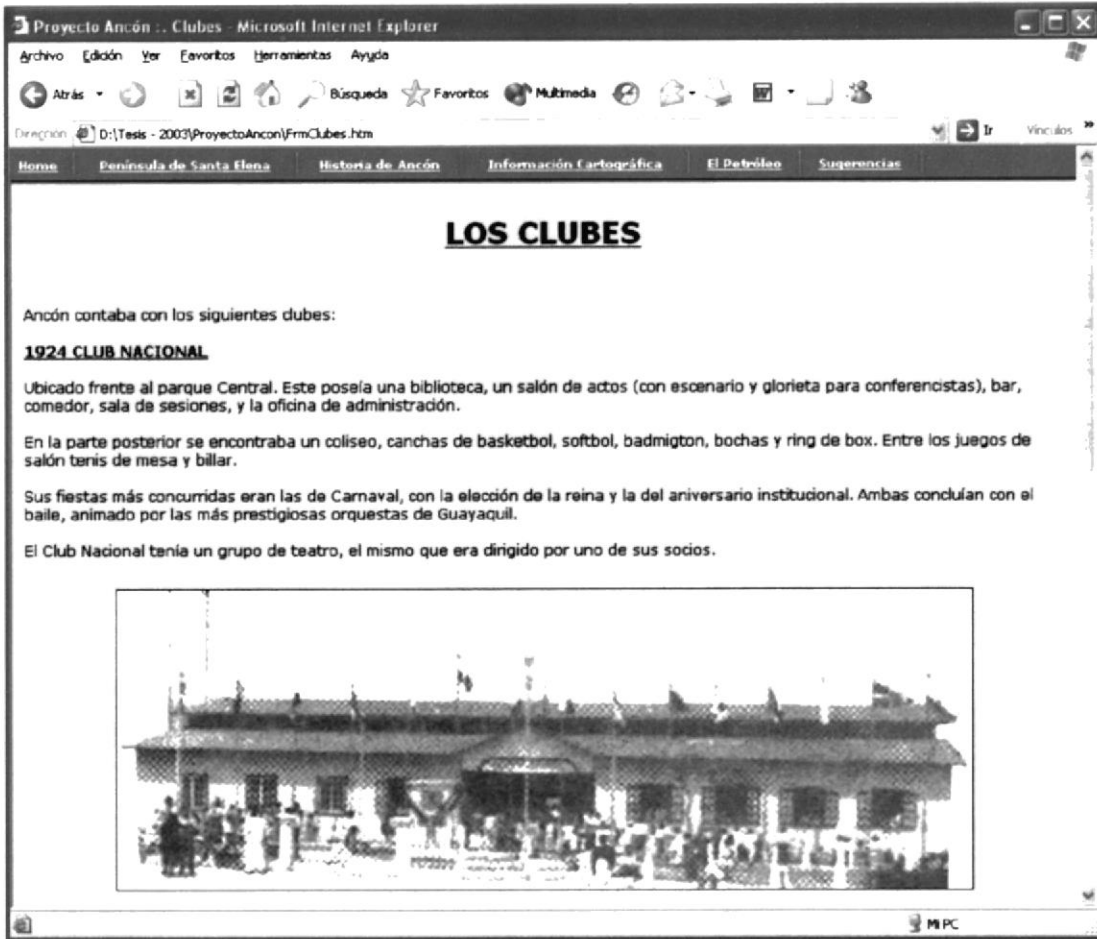 Proyecto Ancón :. Clubes - Microsoft Internet Explorer
Archivo Edición Ver Favoritos Herramientas Ayuda
Atrás Búsqueda Favoritos Multimedia
Dirección D:\Tesis - 2003\ProyectoAncon\FrmClubes.htm Ir Vínculos »
Home Península de Santa Elena Historia de Ancón Información Cartográfica El Petróleo Sugerencias
LOS CLUBES
Ancón contaba con los siguientes clubes:
1924 CLUB NACIONAL
Ubicado frente al parque Central. Este poseía una biblioteca, un salón de actos (con escenario y glorieta para conferencistas), bar,
comedor, sala de sesiones, y la oficina de administración.
En la parte posterior se encontraba un coliseo, canchas de basketbol, softbol, badmigton, bochas y ring de box. Entre los juegos de
salón tenis de mesa y billar.
Sus fiestas más concurridas eran las de Carnaval, con la elección de la reina y la del aniversario institucional. Ambas concluían con el
baile, animado por las más prestigiosas orquestas de Guayaquil.
El Club Nacional tenía un grupo de teatro, el mismo que era dirigido por uno de sus socios.
Mi PC